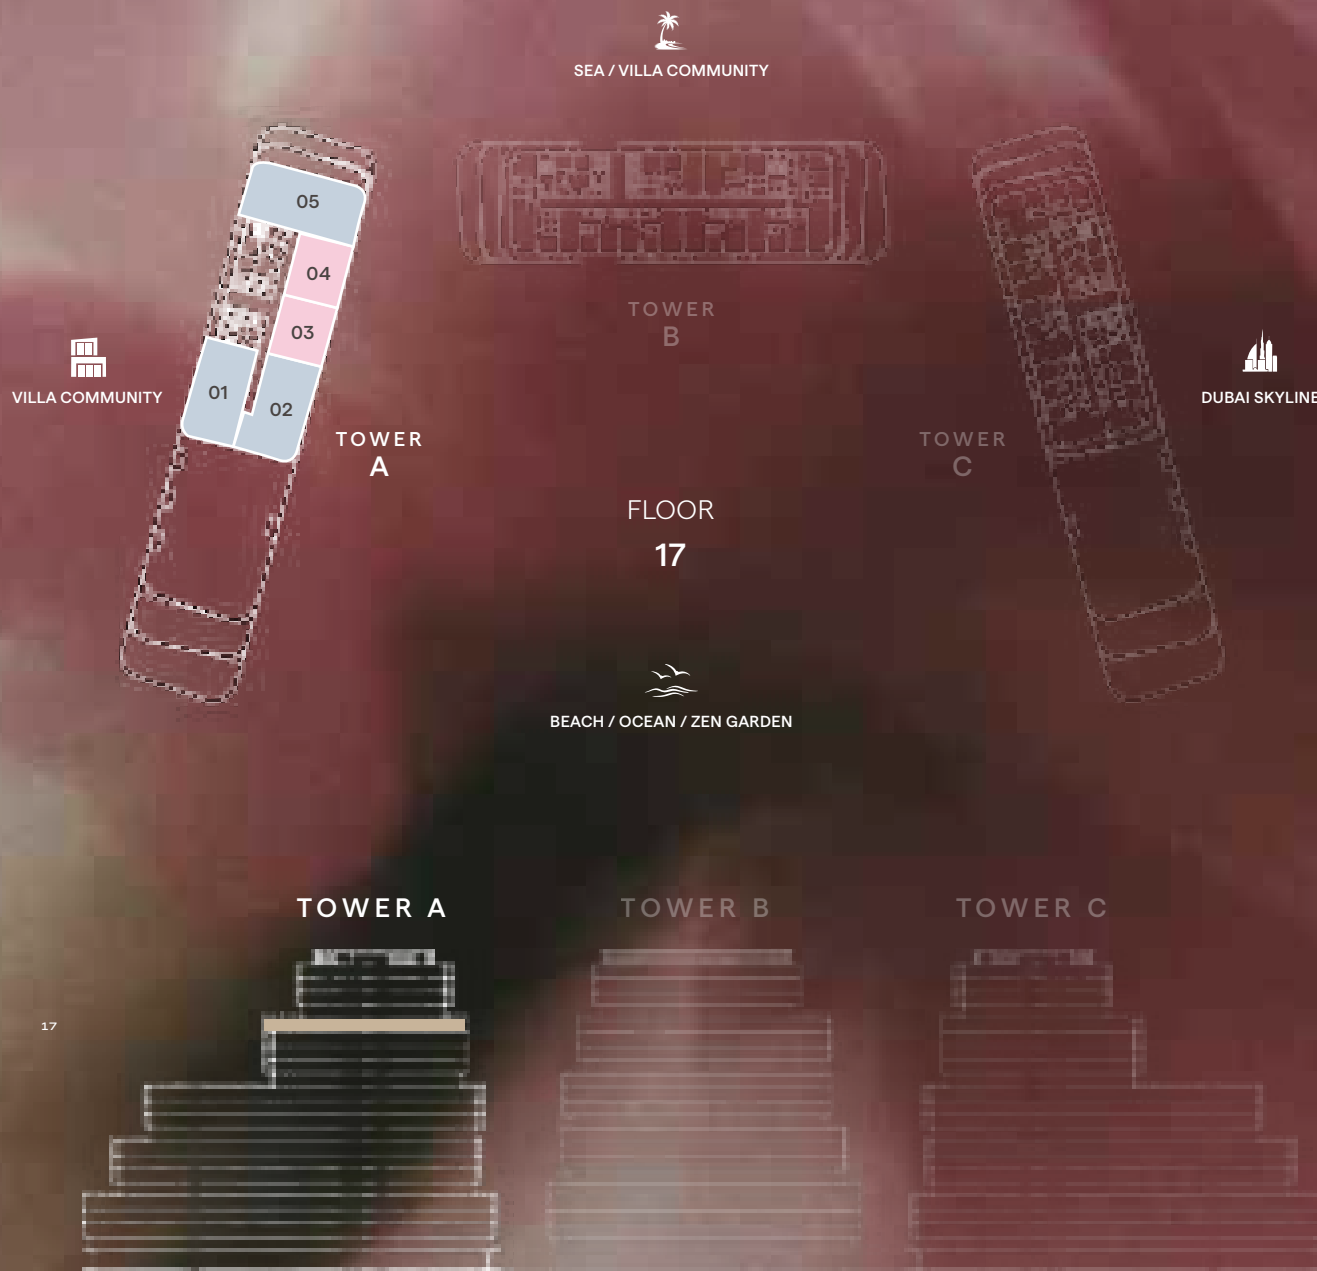 SEA / VILLA COMMUNITY
05
04
03
01
02
TOWER
B
VILLA COMMUNITY
DUBAI SKYLINE
TOWER
A
TOWER
C
FLOOR
17
BEACH / OCEAN / ZEN GARDEN
TOWER A
TOWER B
TOWER C
17